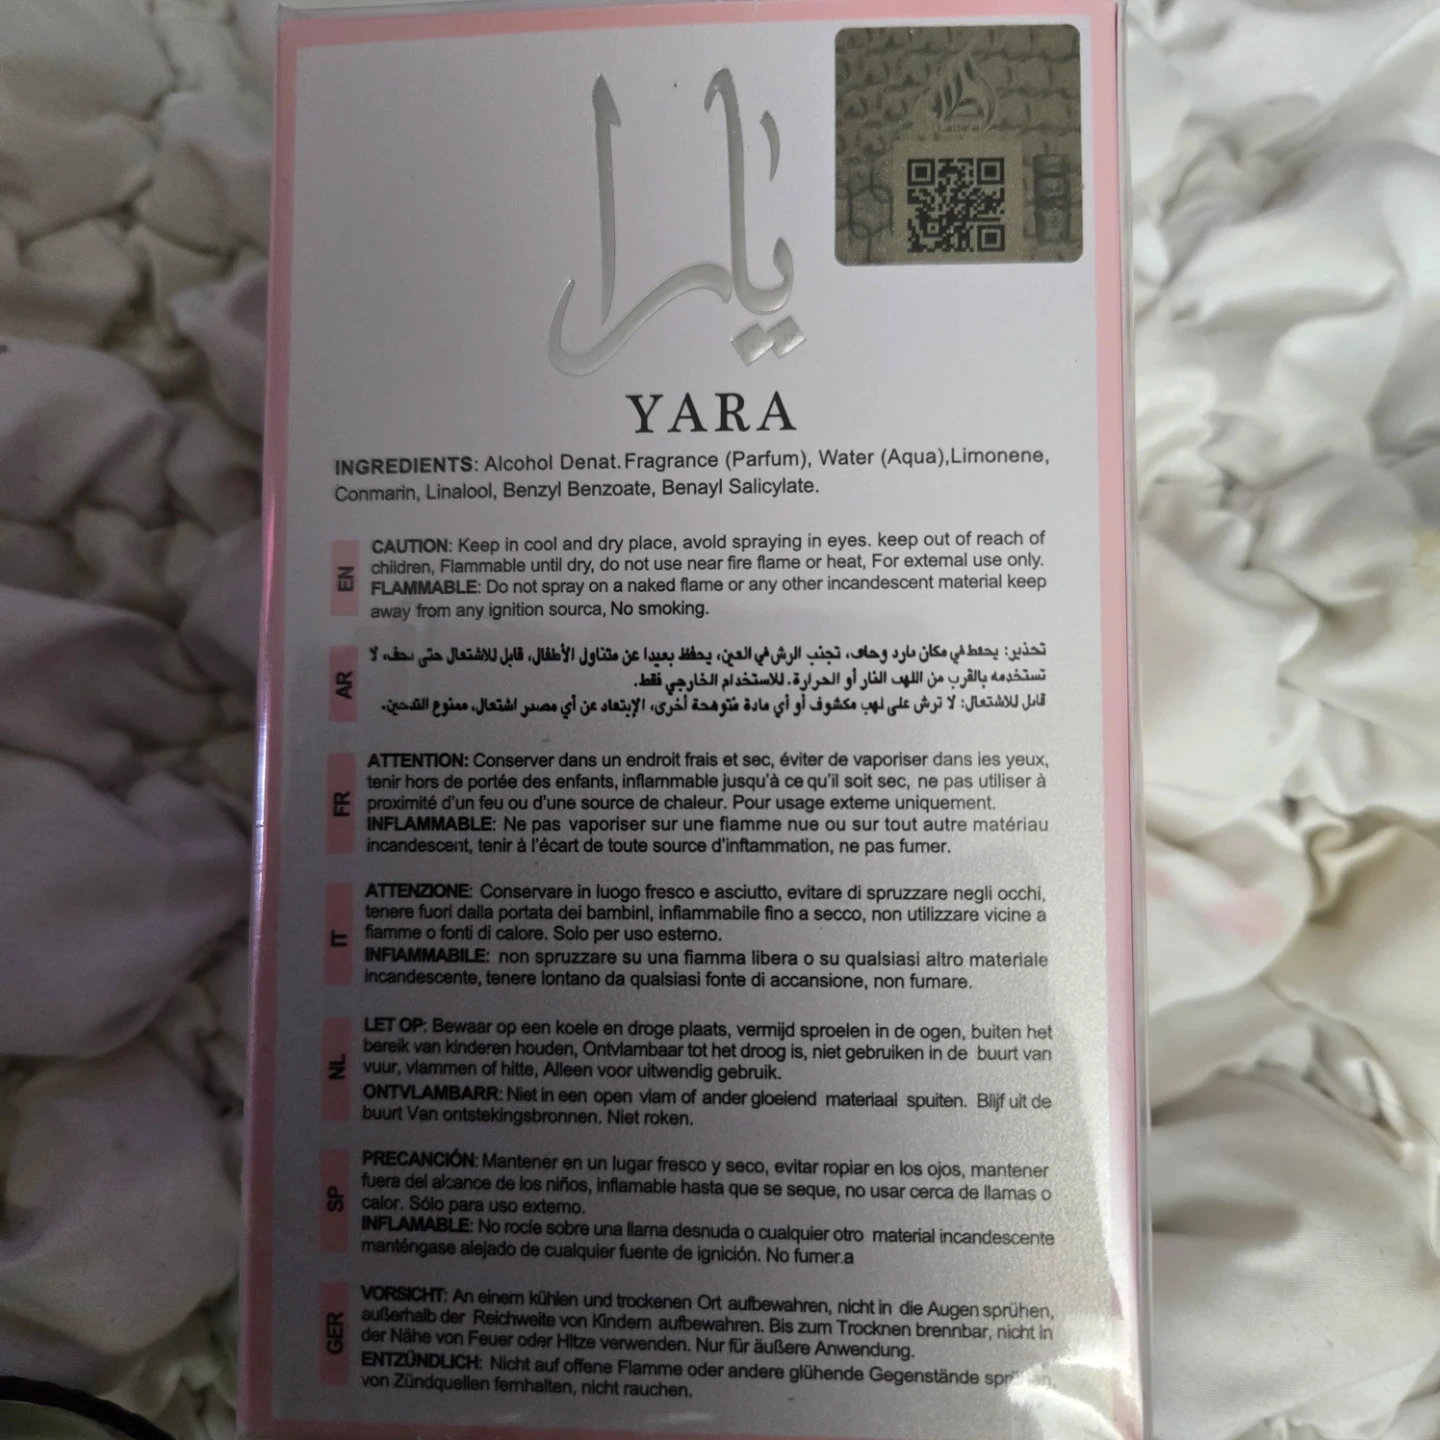 يارا
YARA
INGREDIENTS: Alcohol Denat. Fragrance (Parfum), Water (Aqua),Limonene,
Conmarin, Linalool, Benzyl Benzoate, Benayl Salicylate.
EN
CAUTION: Keep in cool and dry place, avold spraying in eyes. keep out of reach of
children, Flammable until dry, do not use near fire flame or heat, For extemal use only.
FLAMMABLE: Do not spray on a naked flame or any other incandescent material keep
away from any ignition sourca, No smoking.
AR
تحذير: يحفظ في مكان بارد وجاف، تجنب الرش في العين، يحفظ بعيدا عن متناول الأطفال، قابل للاشتعال حتى يجف، لا
تستخدمه بالقرب من اللهب النار أو الحرارة. للاستخدام الخارجي فقط.
قابل للاشتعال: لا ترش على لهب مكشوف أو أي مادة متوهجة أخرى، الإبتعاد عن أي مصدر اشتعال، ممنوع التدخين.
FR
ATTENTION: Conserver dans un endroit frais et sec, éviter de vaporiser dans ies yeux,
tenir hors de portée des enfants, inflammable jusqu'à ce qu'il soit sec, ne pas utiliser à
proximité d'un feu ou d'une source de chaleur. Pour usage exteme uniquement.
INFLAMMABLE: Ne pas vaporiser sur une fiamme nue ou sur tout autre matériau
incandescent, tenir à l'écart de toute source d'inftammation, ne pas fumer.
IT
ATTENZIONE: Conservare in luogo fresco e asciutto, evitare di spruzzare negli occhi,
tenere fuori dalla portata dei bambinl, infiammabile fino a secco, non utilizzare vicine a
fiamme o fonti di calore. Solo per uso estemo.
INFIAMMABILE: non spruzzare su una fiamma libera o su qualsiasi altro materiale
incandescente, tenere lontano da qualsiasi fonte di accansione, non fumare.
NL
LET OP: Bewaar op een koele en droge plaats, vermijd sproelen in de ogen, buiten het
bereik van kinderen houden, Ontvlambaar tot het droog is, niet gebruiken in de buurt van
vuur, vlammen of hitte, Alleen voor uitwendig gebruik.
ONTVLAMBARR: Niet in een open vlam of ander gloeiend materiaal spuiten. Blijf uit de
buurt Van ontstekingsbronnen. Niet roken.
SP
PRECANCIÓN: Mantener en un lugar fresco y seco, evitar ropiar en los ojos, mantener
fuera del alcance de los niños, inflamable hasta que se seque, no usar cerca de llamas o
calor. Sólo para uso extemo.
INFLAMABLE: No rocíe sobre una llama desnuda o cualquier otro material incandescente
manténgase alejado de cualquier fuente de ignición. No fumer.a
GER
VORSICHT: An einem kühlen und trockenen Ort aufbewahren, nicht in die Augen sprühen,
außerhalb der Reichweite von Kindem aufbewahren. Bis zum Trocknen brennbar, nicht in
der Nähe von Feuer oder HItze verwenden. Nur für äußere Anwendung.
ENTZÜNDLICH: Nicht auf offene Flamme oder andere glühende Gegenstände
von Zündquellen femhalten, nicht rauchen.